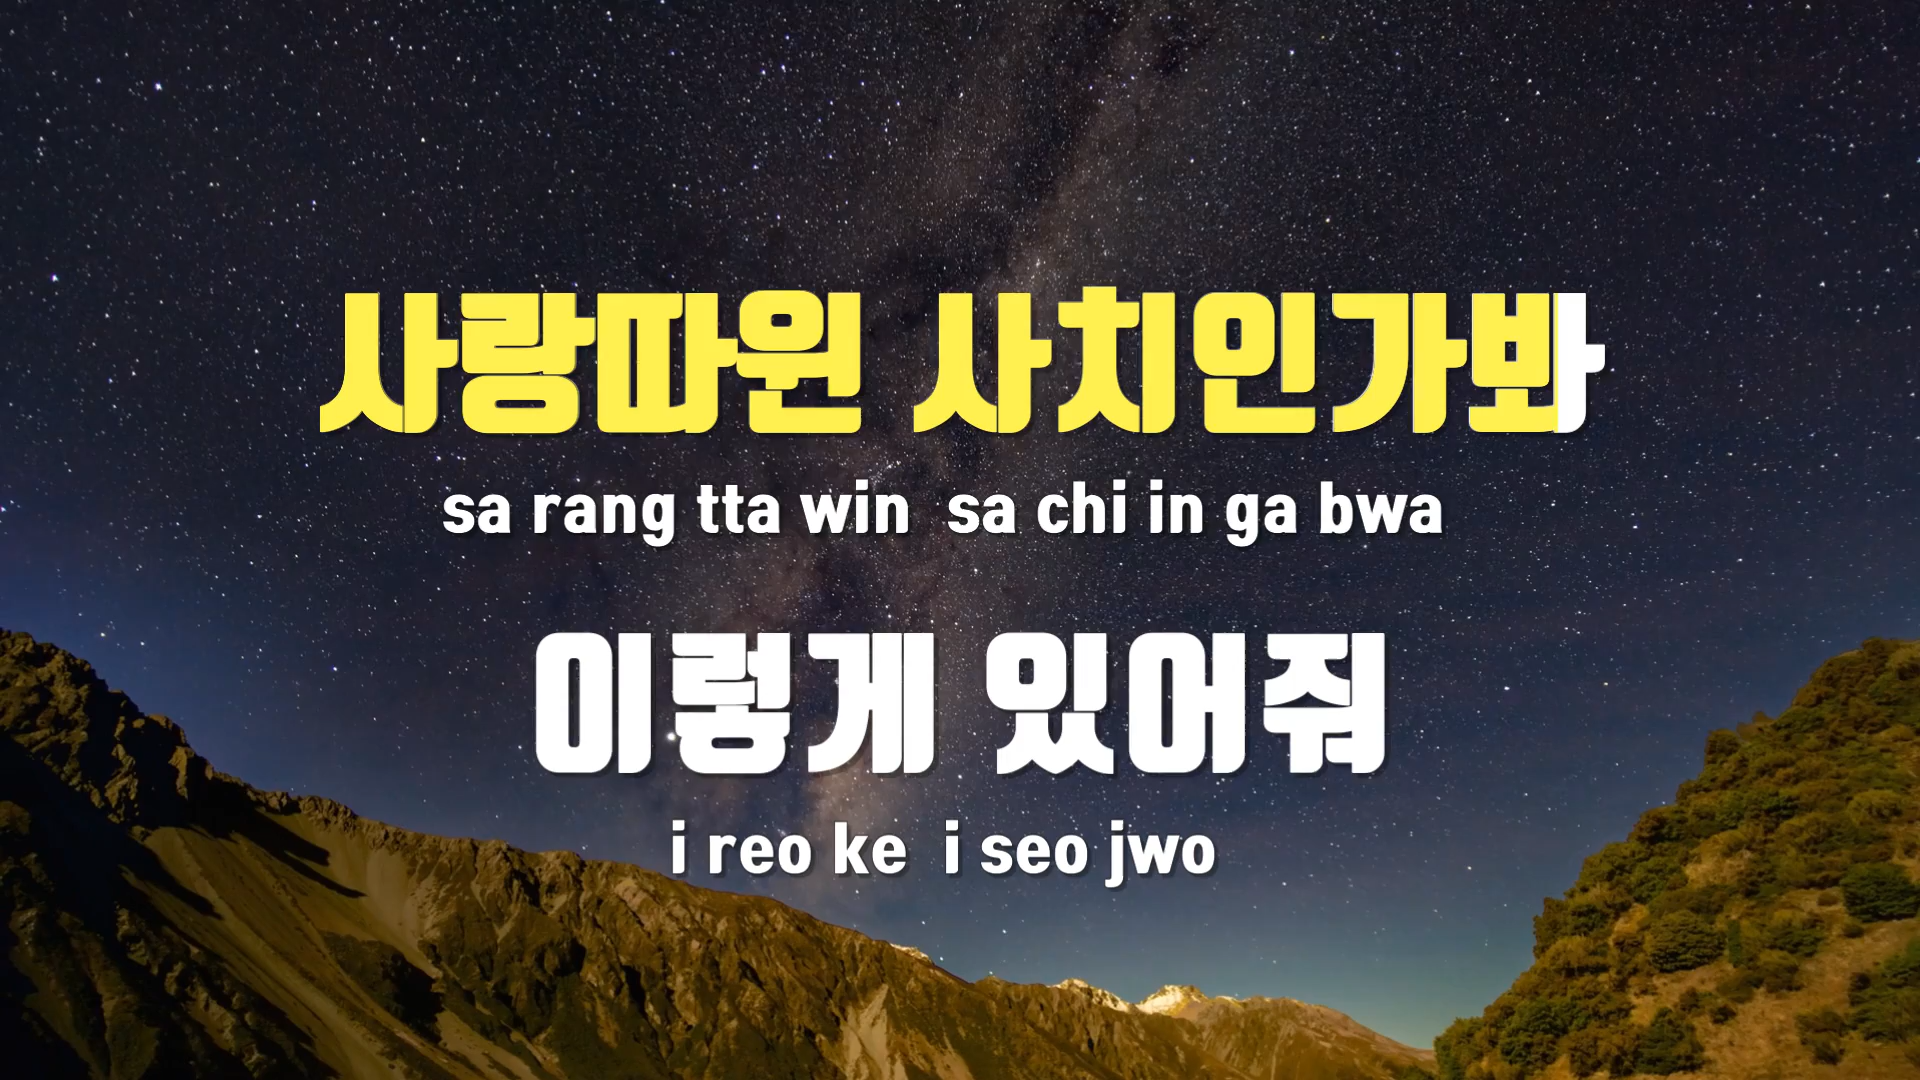 사랑따윈 사치인가봐
sa rang tta win sa chi in ga bwa
이렇게 있어줘
i reo ke i seo jwo